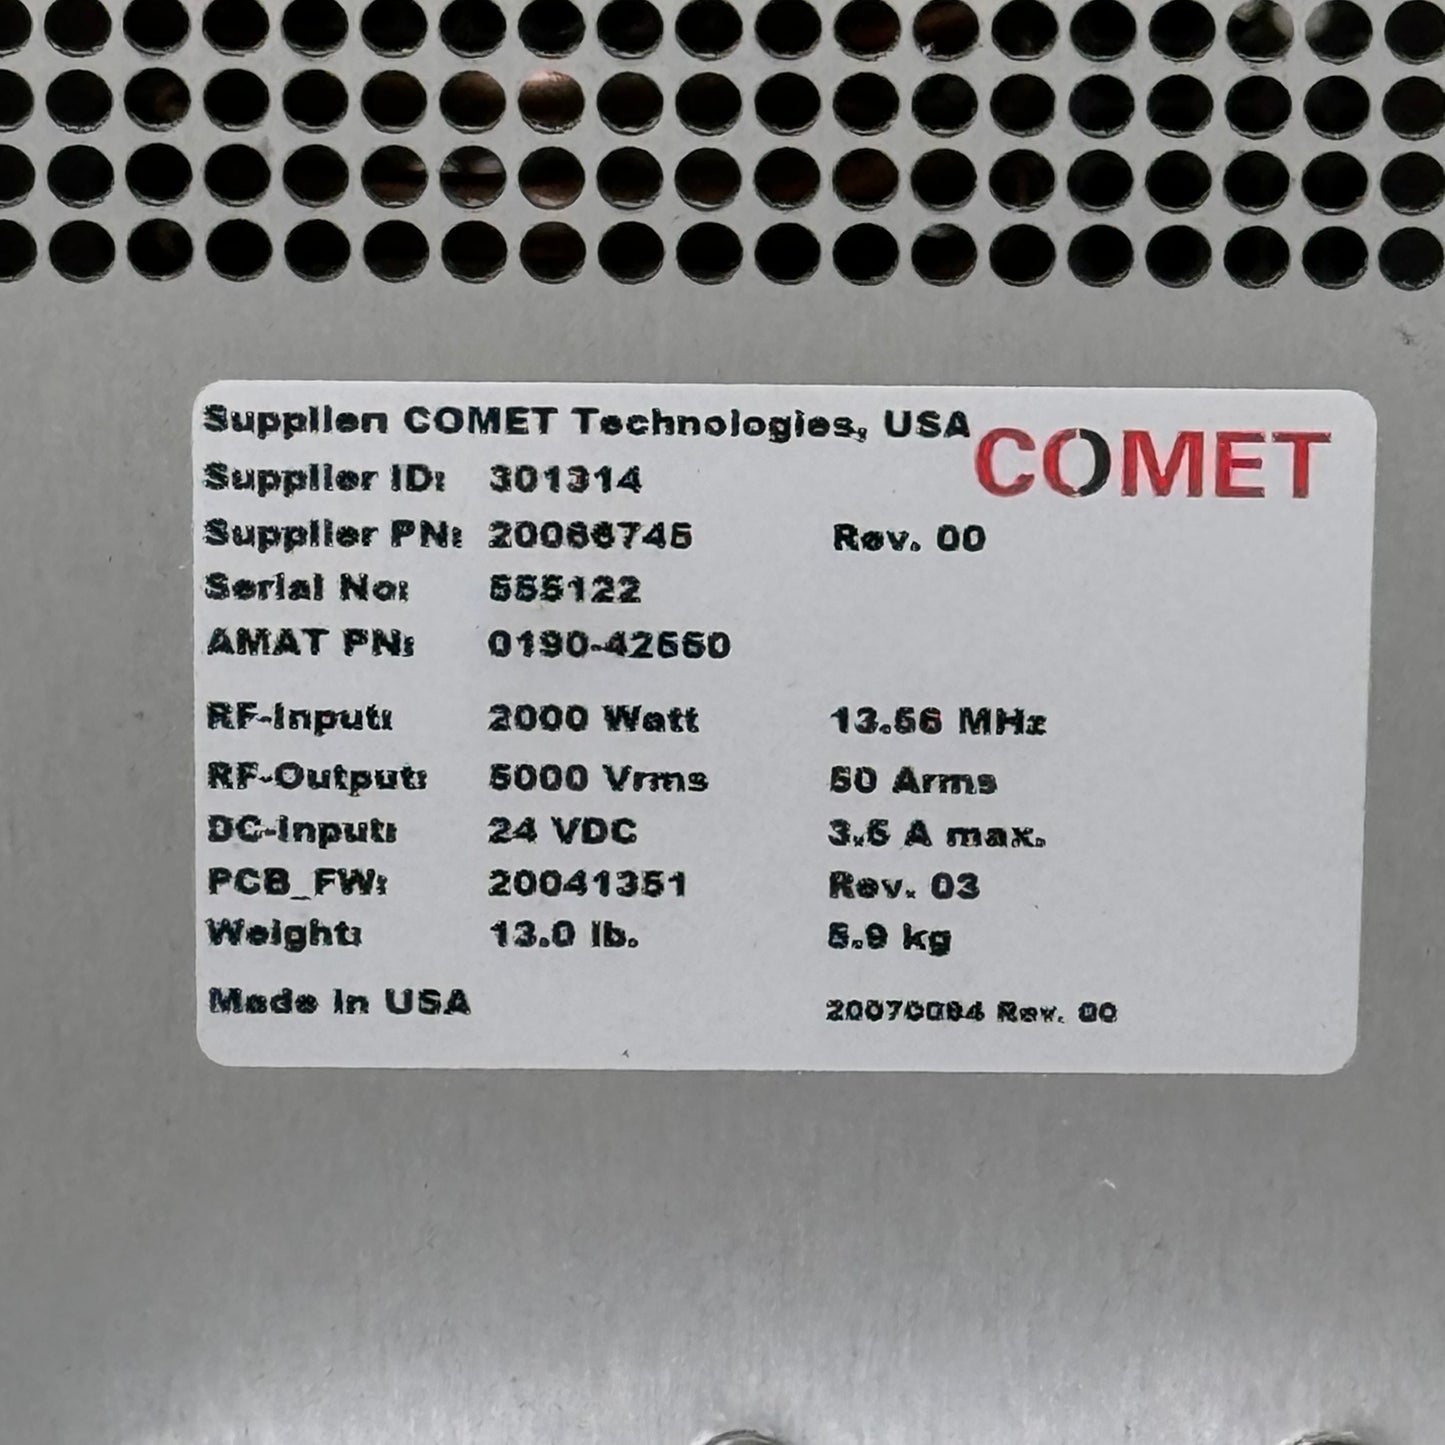 Supplier: COMET Technologies, USA
COMET
Supplier ID: 301314
Supplier PN: 20066745 Rev. 00
Serial No: 555122
AMAT PN: 0190-42660
RF-Input: 2000 Watt 13.56 MHz
RF-Output: 5000 Vrms 50 Arms
DC-Input: 24 VDC 3.5 A max.
PCB_FW: 20041351 Rev. 03
Weight: 13.0 lb. 5.9 kg
Made in USA Rev. 00